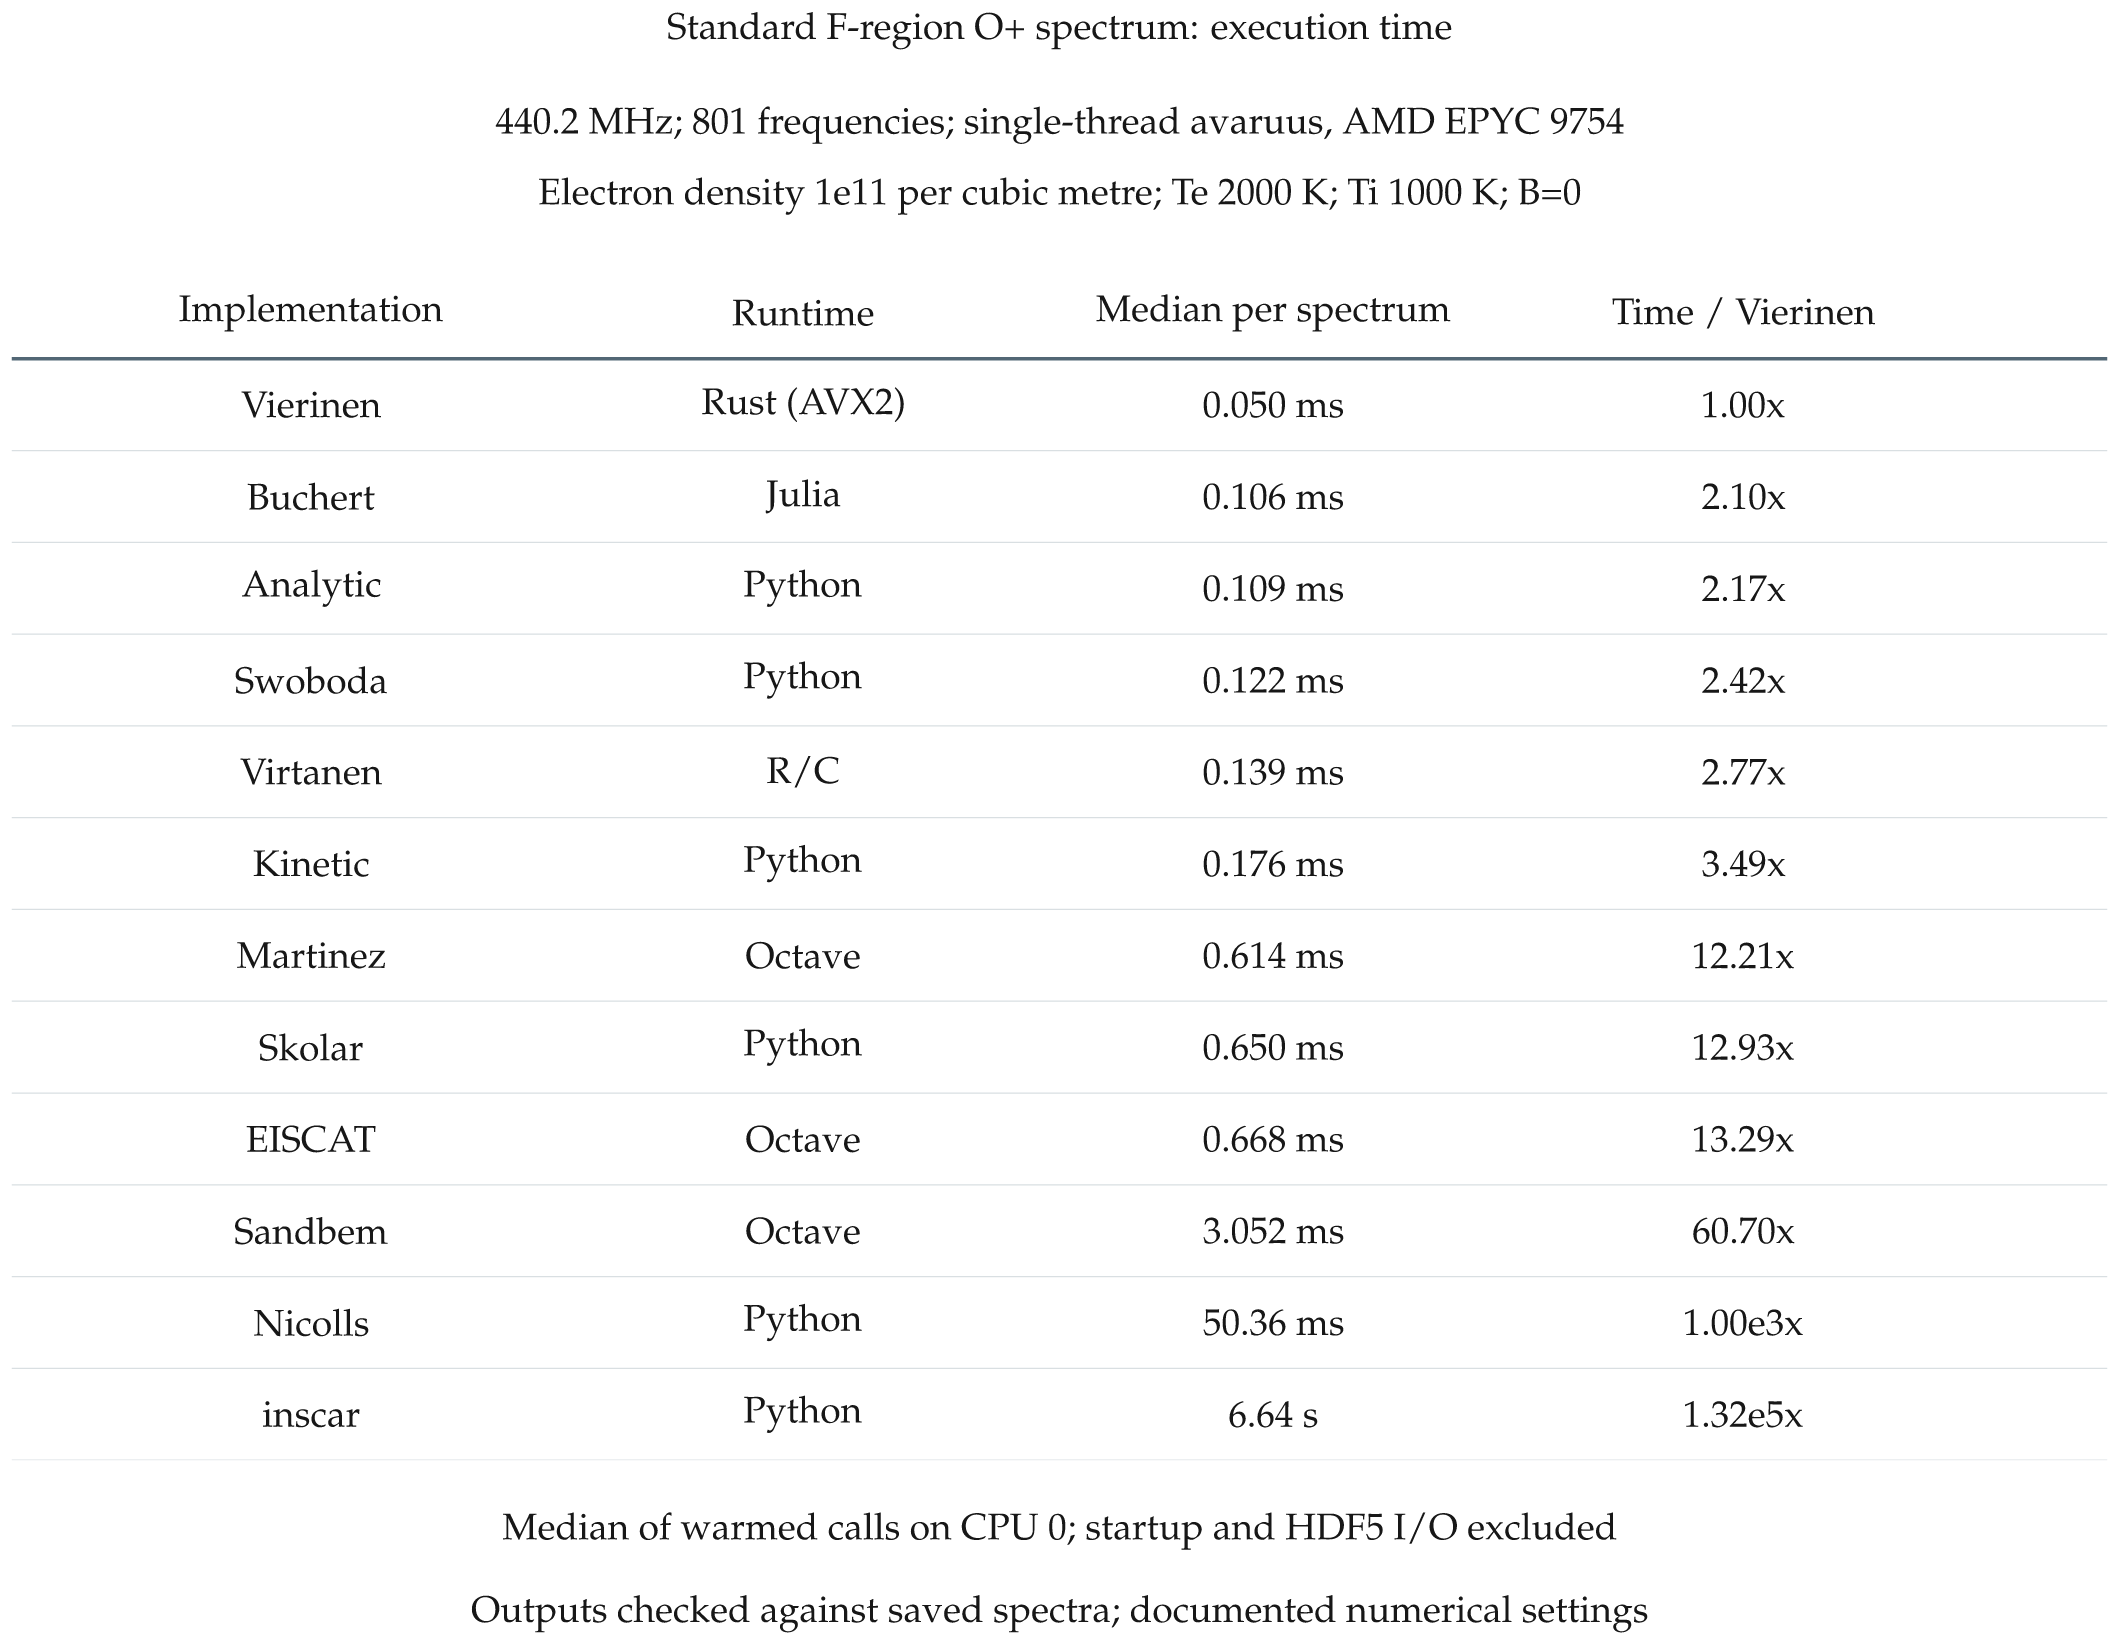 Standard F-region O+ spectrum: execution time
440.2 MHz; 801 frequencies; single-thread avaruus, AMD EPYC 9754
Electron density 1e11 per cubic metre; Te 2000 K; Ti 1000 K; B=0
Implementation Runtime Median per spectrum Time / Vierinen
Vierinen Rust (AVX2) 0.050 ms 1.00x
Buchert Julia 0.106 ms 2.10x
Analytic Python 0.109 ms 2.17x
Swoboda Python 0.122 ms 2.42x
Virtanen R/C 0.139 ms 2.77x
Kinetic Python 0.176 ms 3.49x
Martinez Octave 0.614 ms 12.21x
Skolar Python 0.650 ms 12.93x
EISCAT Octave 0.668 ms 13.29x
Sandbem Octave 3.052 ms 60.70x
Nicolls Python 50.36 ms 1.00e3x
inscar Python 6.64 s 1.32e5x
Median of warmed calls on CPU 0; startup and HDF5 I/O excluded
Outputs checked against saved spectra; documented numerical settings